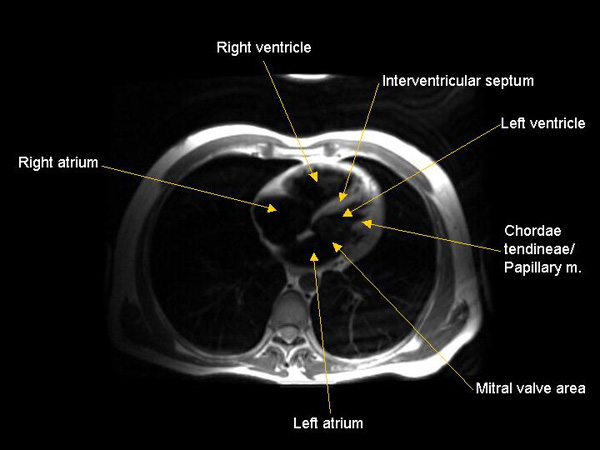 Right ventricle
Interventricular septum
Left ventricle
Right atrium
Chordae
tendineae/
Papillary m.
Mitral valve area
Left atrium